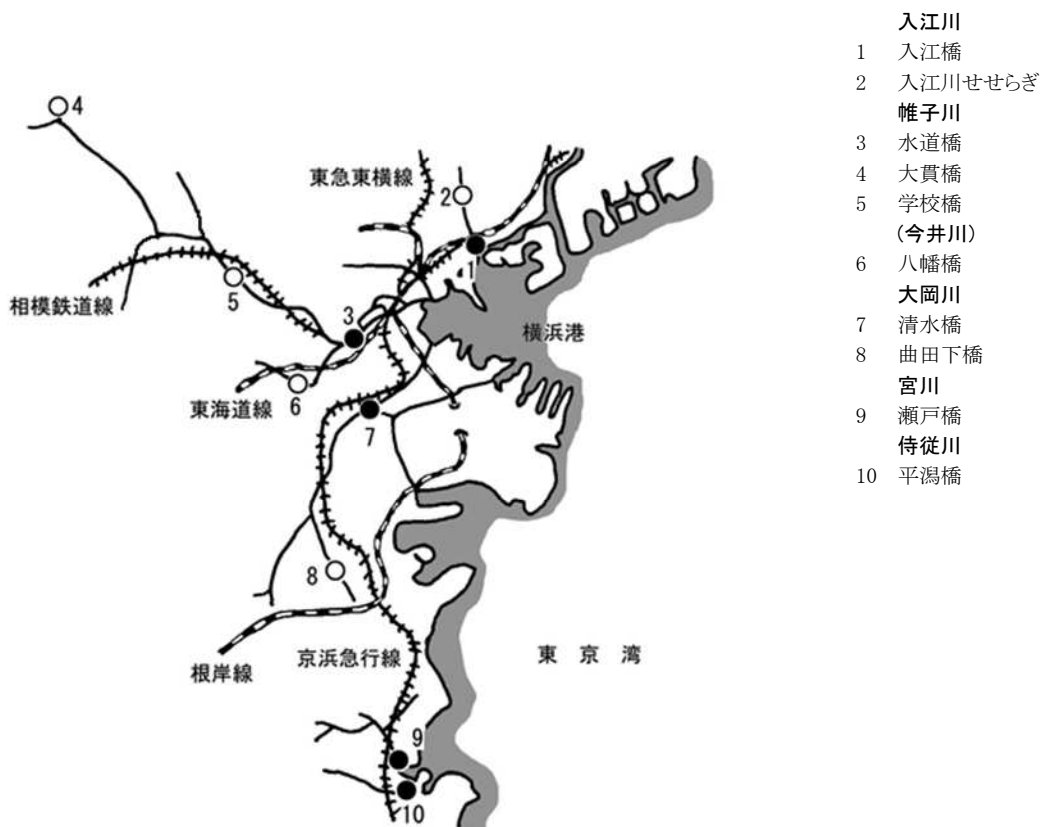 4
東急東横線
2
1
5
相模鉄道線
3
横浜港
6
東海道線
7
8
根岸線
京浜急行線
東京湾
9
10
入江川
1 入江橋
2 入江川せせらぎ
帷子川
3 水道橋
4 大貫橋
5 学校橋
(今井川)
6 八幡橋
大岡川
7 清水橋
8 曲田下橋
宮川
9 瀬戸橋
侍従川
10 平潟橋